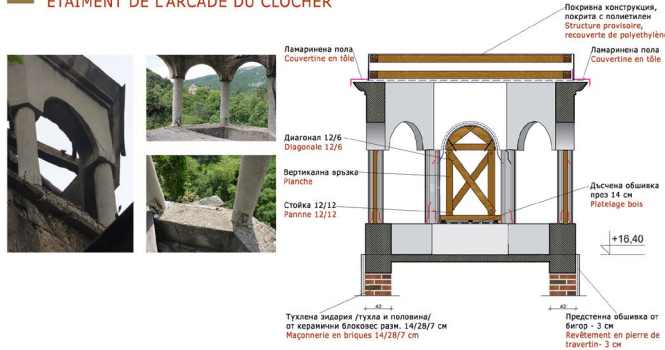 ÉTAIMENT DE L'ARCADE DU CLOCHER
Покривна конструкция,
покрита с полиетилен
Structure provisoire,
recouverte de polyethylène
Ламаринена пола
Couvertine en tôle
Ламаринена пола
Couvertine en tôle
Диагонал 12/6
Diagonale 12/6
Вертикална връзка
Planche
Стойка 12/12
Pannne 12/12
Дъсчена обшивка
през 14 см
Platelage bois
+16,40
42
42
Тухлена зидария /тухла и половина/
от керамични блоковес разм. 14/28/7 см
Maçonnerie en briques 14/28/7 cm
Предстенна обшивка от
бигор - 3 см
Revêtement en pierre de
travertin- 3 см